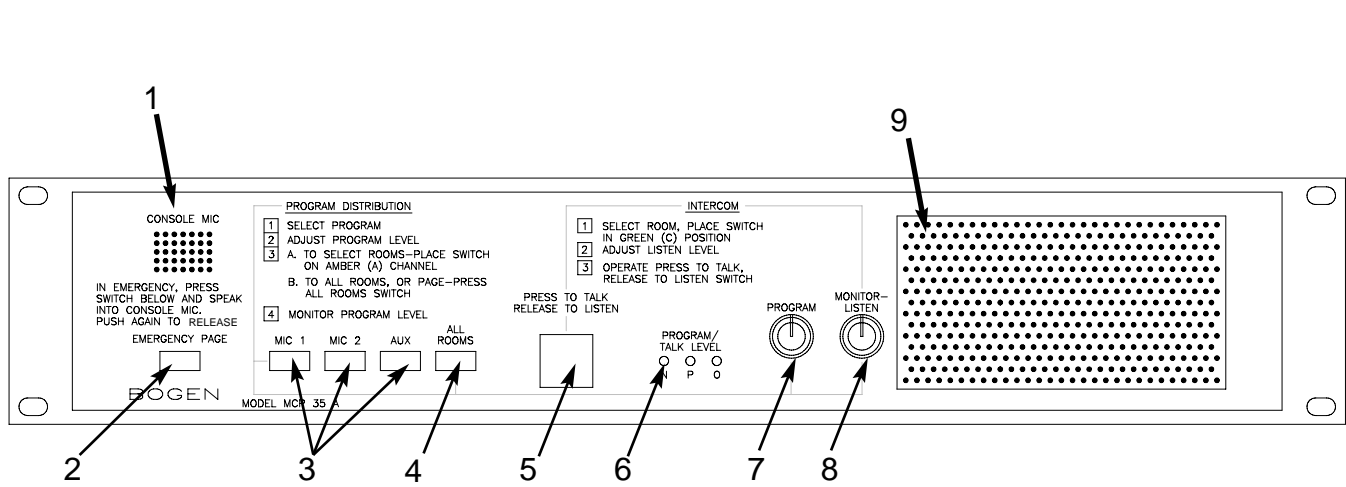 1
9
CONSOLE MIC
IN EMERGENCY, PRESS
SWITCH BELOW AND SPEAK
INTO CONSOLE MIC.
PUSH AGAIN TO RELEASE
EMERGENCY PAGE
BOGEN
PROGRAM DISTRIBUTION
1 SELECT PROGRAM
2 ADJUST PROGRAM LEVEL
3 A. TO SELECT ROOMS-PLACE SWITCH
ON AMBER (A) CHANNEL
B. TO ALL ROOMS, OR PAGE-PRESS
ALL ROOMS SWITCH
4 MONITOR PROGRAM LEVEL
MIC 1
MIC 2
AUX
ALL
ROOMS
MODEL MCP 35 A
INTERCOM
1 SELECT ROOM, PLACE SWITCH
IN GREEN (C) POSITION
2 ADJUST LISTEN LEVEL
3 OPERATE PRESS TO TALK,
RELEASE TO LISTEN SWITCH
PRESS TO TALK
RELEASE TO LISTEN
PROGRAM/
TALK LEVEL
N P O
PROGRAM
MONITOR-
LISTEN
2
3
4
5
6
7
8